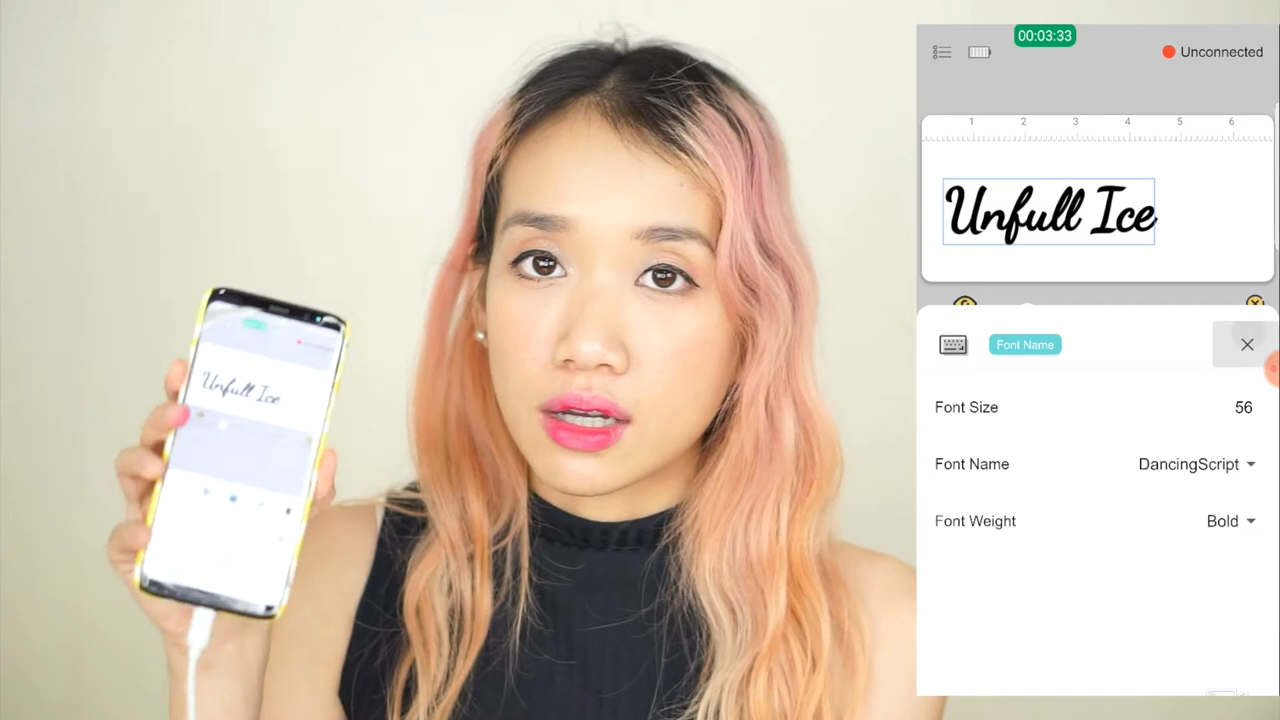 00:03:33
Unconnected
1 2 3 4 5 6
Unfull Ice
Font Name
Font Size 56
Font Name DancingScript
Font Weight Bold
Unfull Ice